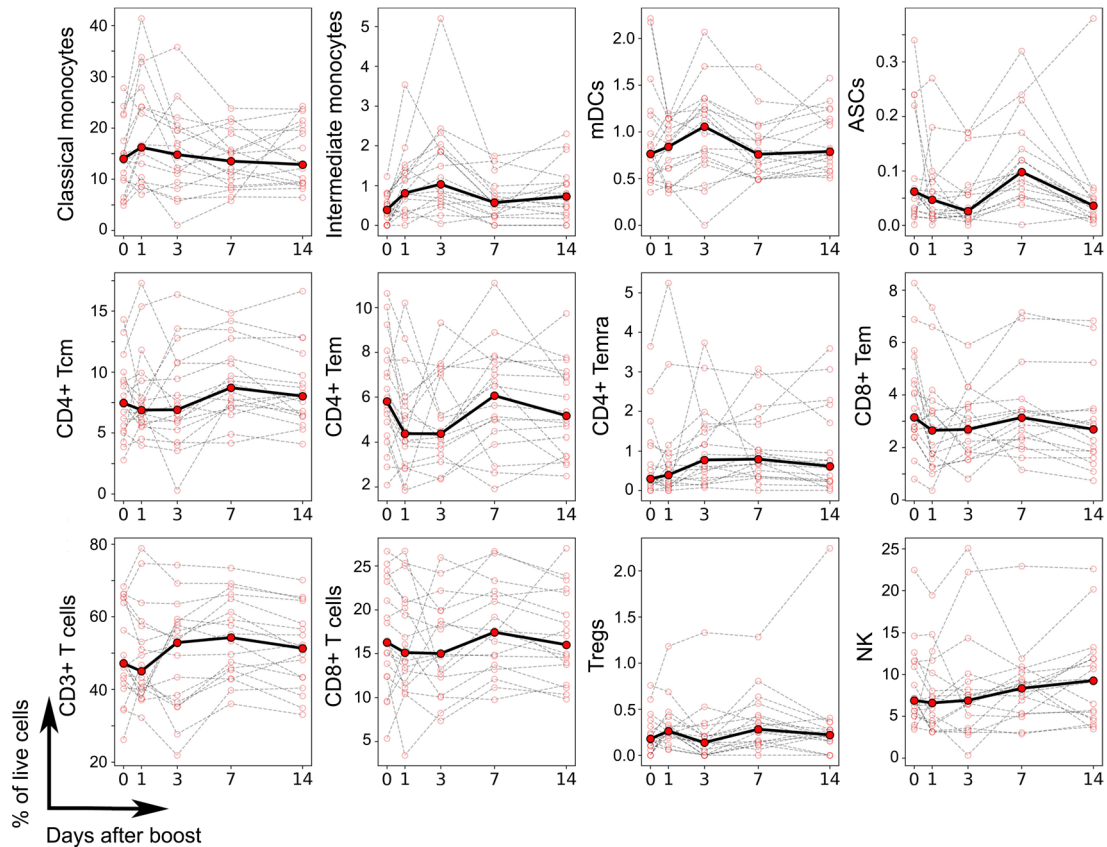 Classical monocytes
40
30
20
10
0
0 1 3 7 14
Intermediate monocytes
5
4
3
2
1
0
0 1 3 7 14
mDCs
2.0
1.5
1.0
0.5
0.0
0 1 3 7 14
ASCs
0.3
0.2
0.1
0.0
0 1 3 7 14
CD4+ Tcm
15
10
5
0
0 1 3 7 14
CD4+ Tem
10
8
6
4
2
0 1 3 7 14
CD4+ Temra
5
4
3
2
1
0
0 1 3 7 14
CD8+ Tem
8
6
4
2
0
0 1 3 7 14
CD3+ T cells
80
60
40
20
0 1 3 7 14
CD8+ T cells
25
20
15
10
5
0 1 3 7 14
Tregs
2.0
1.5
1.0
0.5
0.0
0 1 3 7 14
NK
25
20
15
10
5
0
0 1 3 7 14
% of live cells
Days after boost